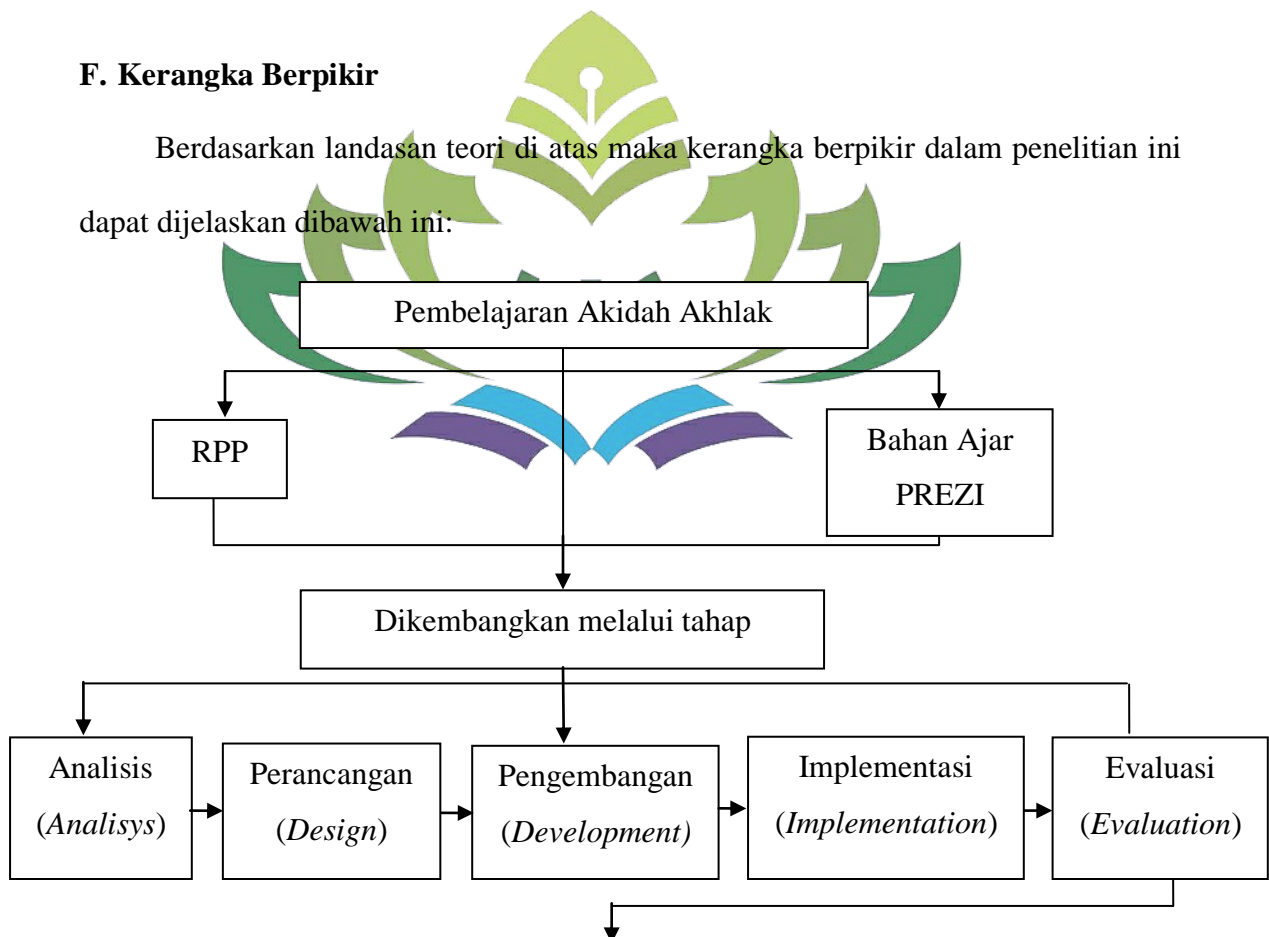 F. Kerangka Berpikir
Berdasarkan landasan teori di atas maka kerangka berpikir dalam penelitian ini
dapat dijelaskan dibawah ini:
Pembelajaran Akidah Akhlak
RPP
Bahan Ajar
PREZI
Dikembangkan melalui tahap
Analisis
(Analisys)
Perancangan
(Design)
Pengembangan
(Development)
Implementasi
(Implementation)
Evaluasi
(Evaluation)